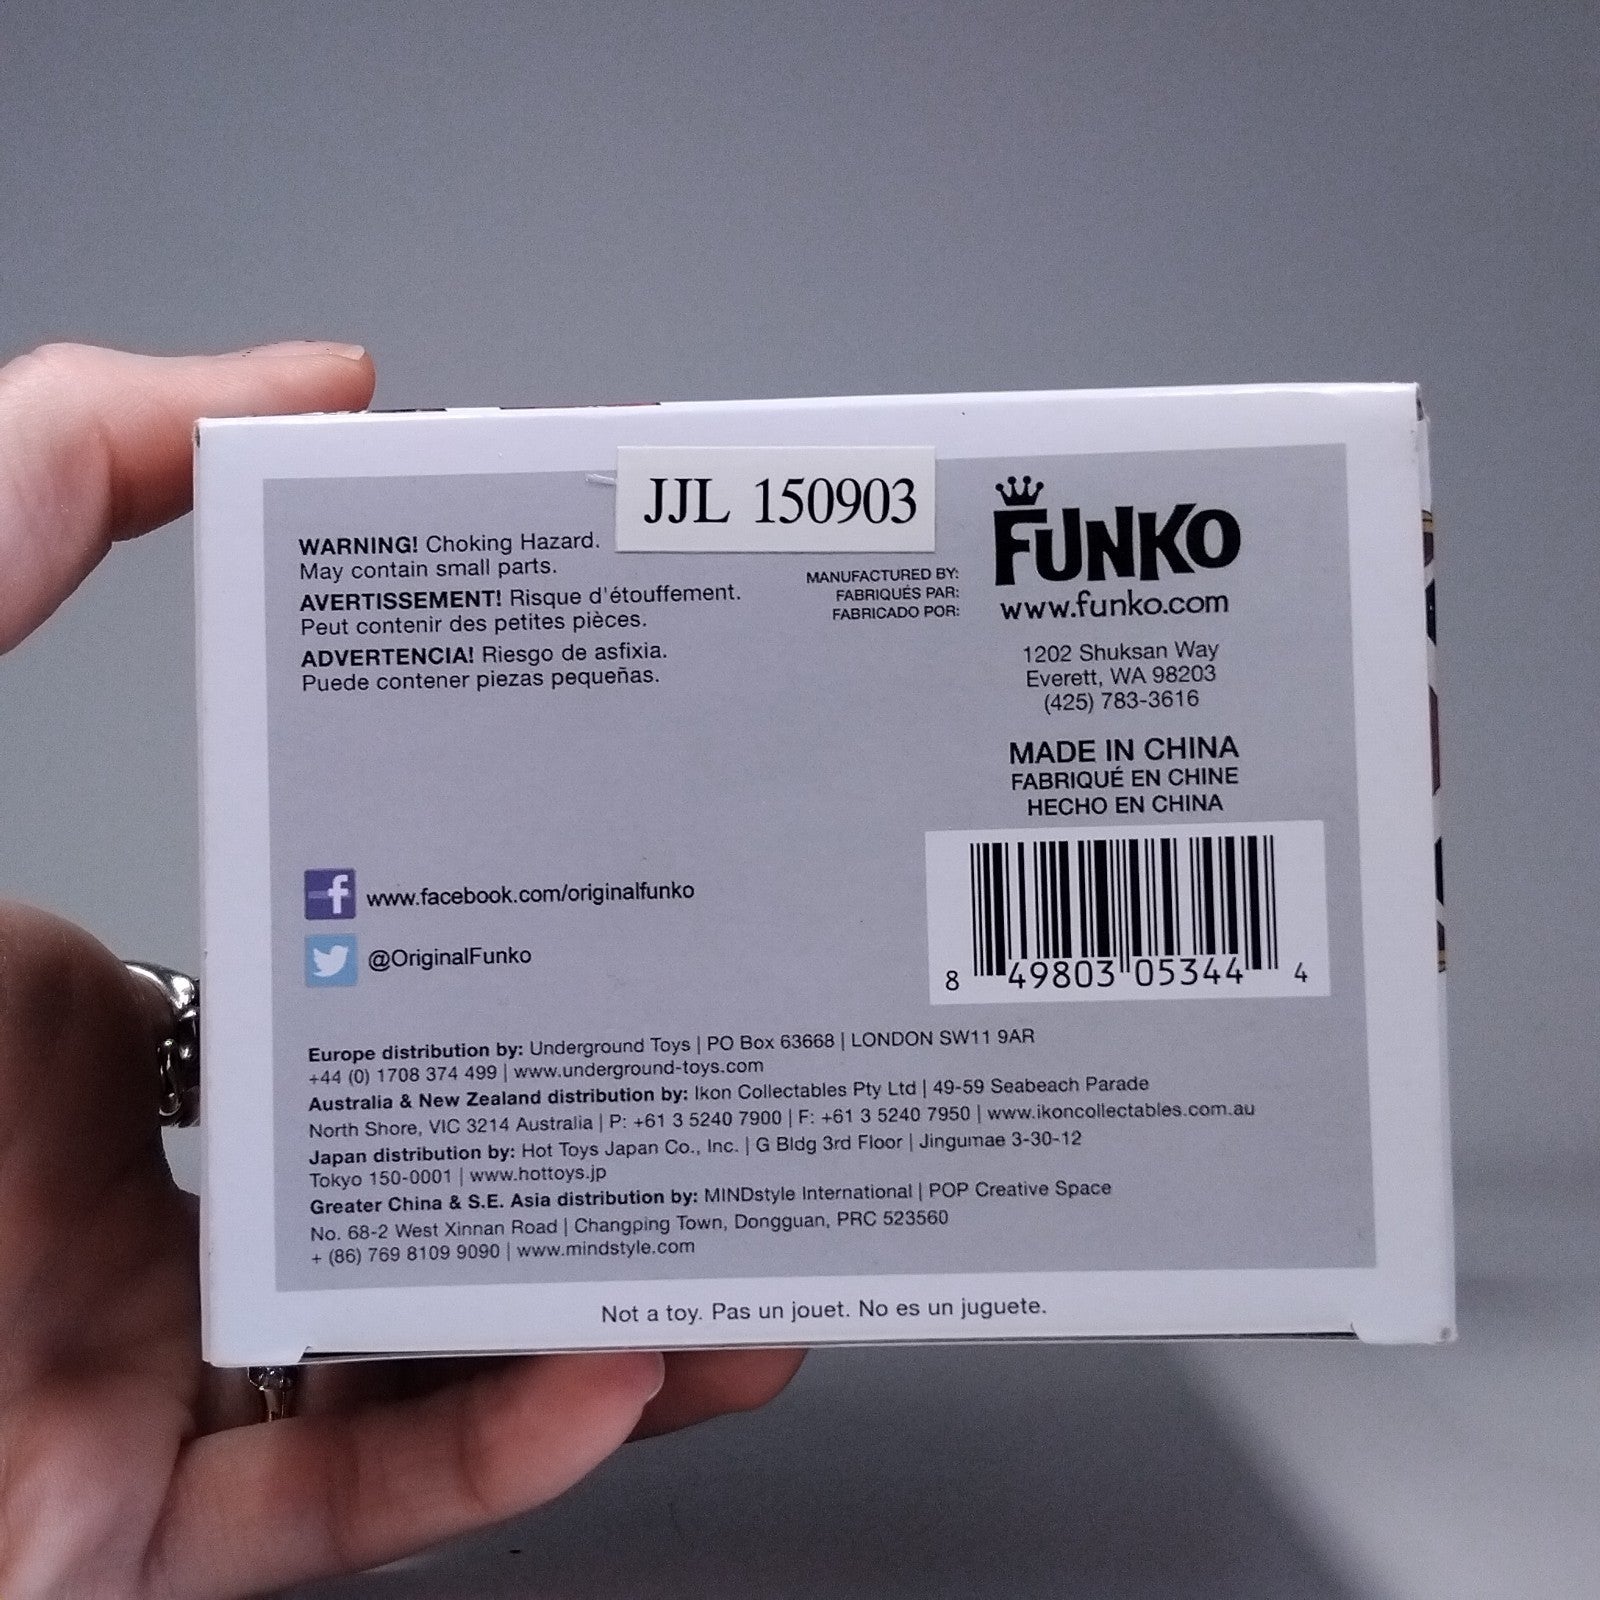 JJL 150903
WARNING! Choking Hazard.
May contain small parts.
AVERTISSEMENT! Risque d'étouffement.
Peut contenir des petites pièces.
ADVERTENCIA! Riesgo de asfixia.
Puede contener piezas pequeñas.
MANUFACTURED BY:
FABRIQUÉS PAR:
FABRICADO POR:
FUNKO
www.funko.com
1202 Shuksan Way
Everett, WA 98203
(425) 783-3616
MADE IN CHINA
FABRIQUÉ EN CHINE
HECHO EN CHINA
f www.facebook.com/originalfunko
@OriginalFunko
8 49803 05344 4
Europe distribution by: Underground Toys | PO Box 63668 | LONDON SW11 9AR
+44 (0) 1708 374 499 | www.underground-toys.com
Australia & New Zealand distribution by: Ikon Collectables Pty Ltd | 49-59 Seabeach Parade
North Shore, VIC 3214 Australia | P: +61 3 5240 7900 | F: +61 3 5240 7950 | www.ikoncollectables.com.au
Japan distribution by: Hot Toys Japan Co., Inc. | G Bldg 3rd Floor | Jingumae 3-30-12
Tokyo 150-0001 | www.hottoys.jp
Greater China & S.E. Asia distribution by: MINDstyle International | POP Creative Space
No. 68-2 West Xinnan Road | Changping Town, Dongguan, PRC 523560
+ (86) 769 8109 9090 | www.mindstyle.com
Not a toy. Pas un jouet. No es un juguete.